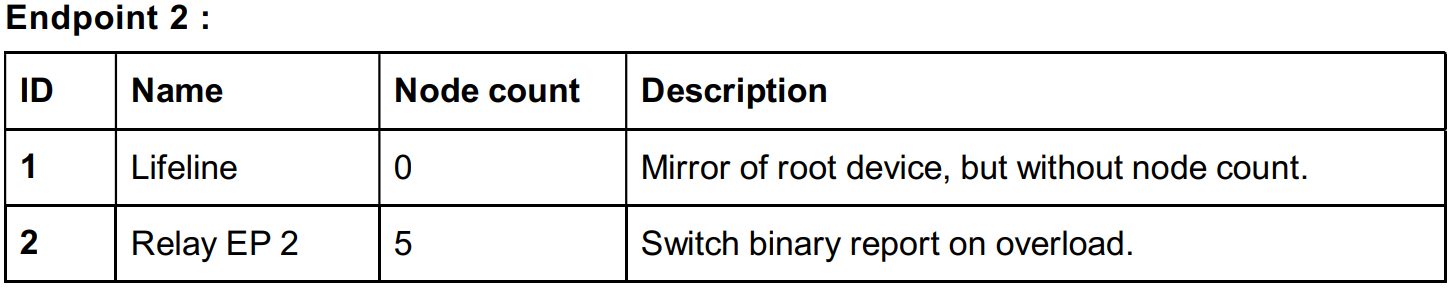 Endpoint 2 :
ID Name Node count Description
1 Lifeline 0 Mirror of root device, but without node count.
2 Relay EP 2 5 Switch binary report on overload.